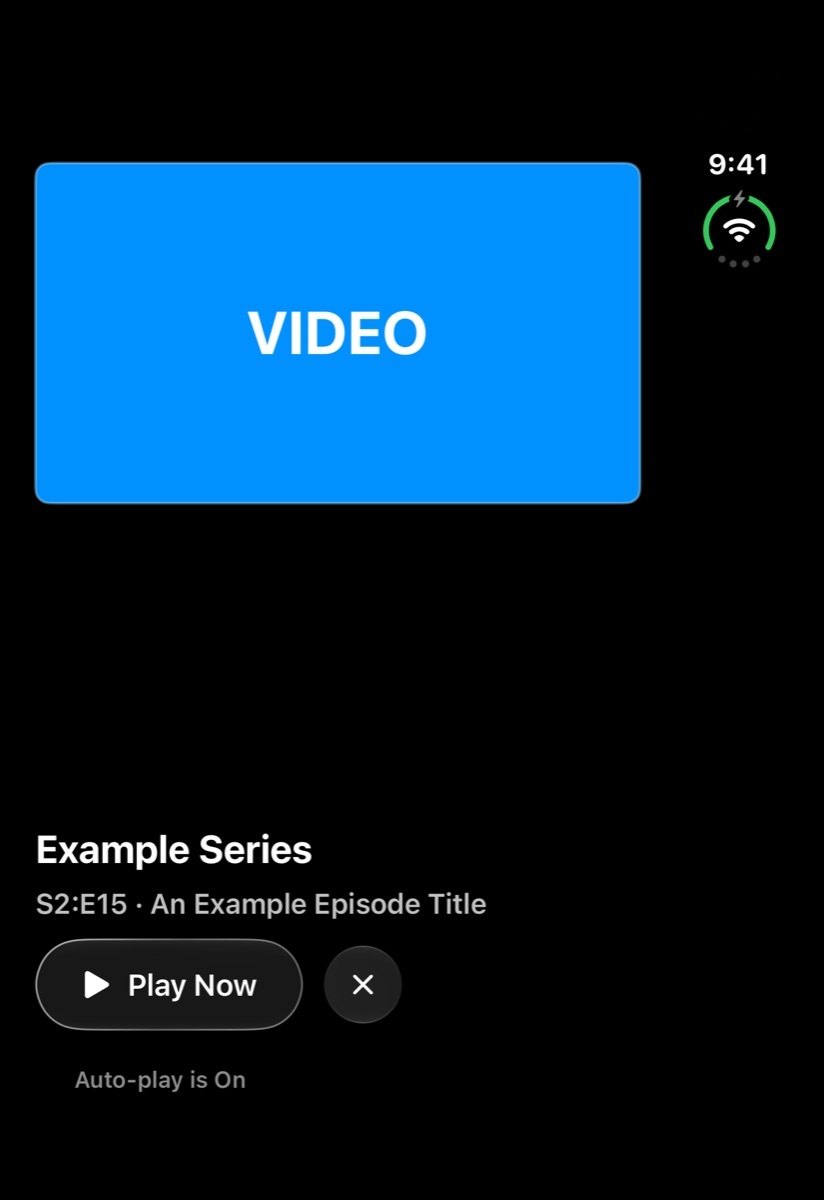 9:41
VIDEO
Example Series
S2:E15 · An Example Episode Title
Play Now
Auto-play is On